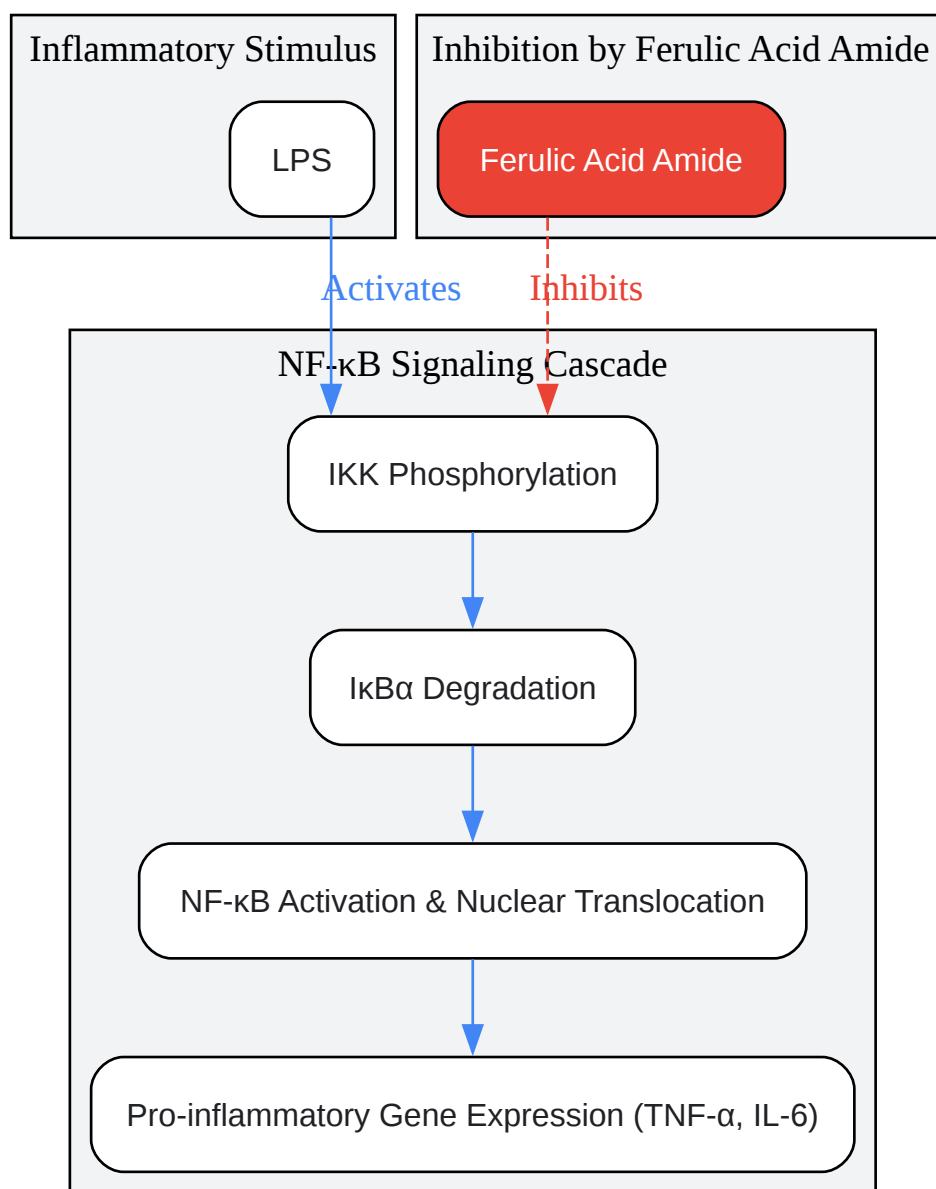 Inflammatory Stimulus
Inhibition by Ferulic Acid Amide
LPS
Ferulic Acid Amide
Activates
Inhibits
NF-κB Signaling Cascade
IKK Phosphorylation
IκBα Degradation
NF-κB Activation & Nuclear Translocation
Pro-inflammatory Gene Expression (TNF-α, IL-6)